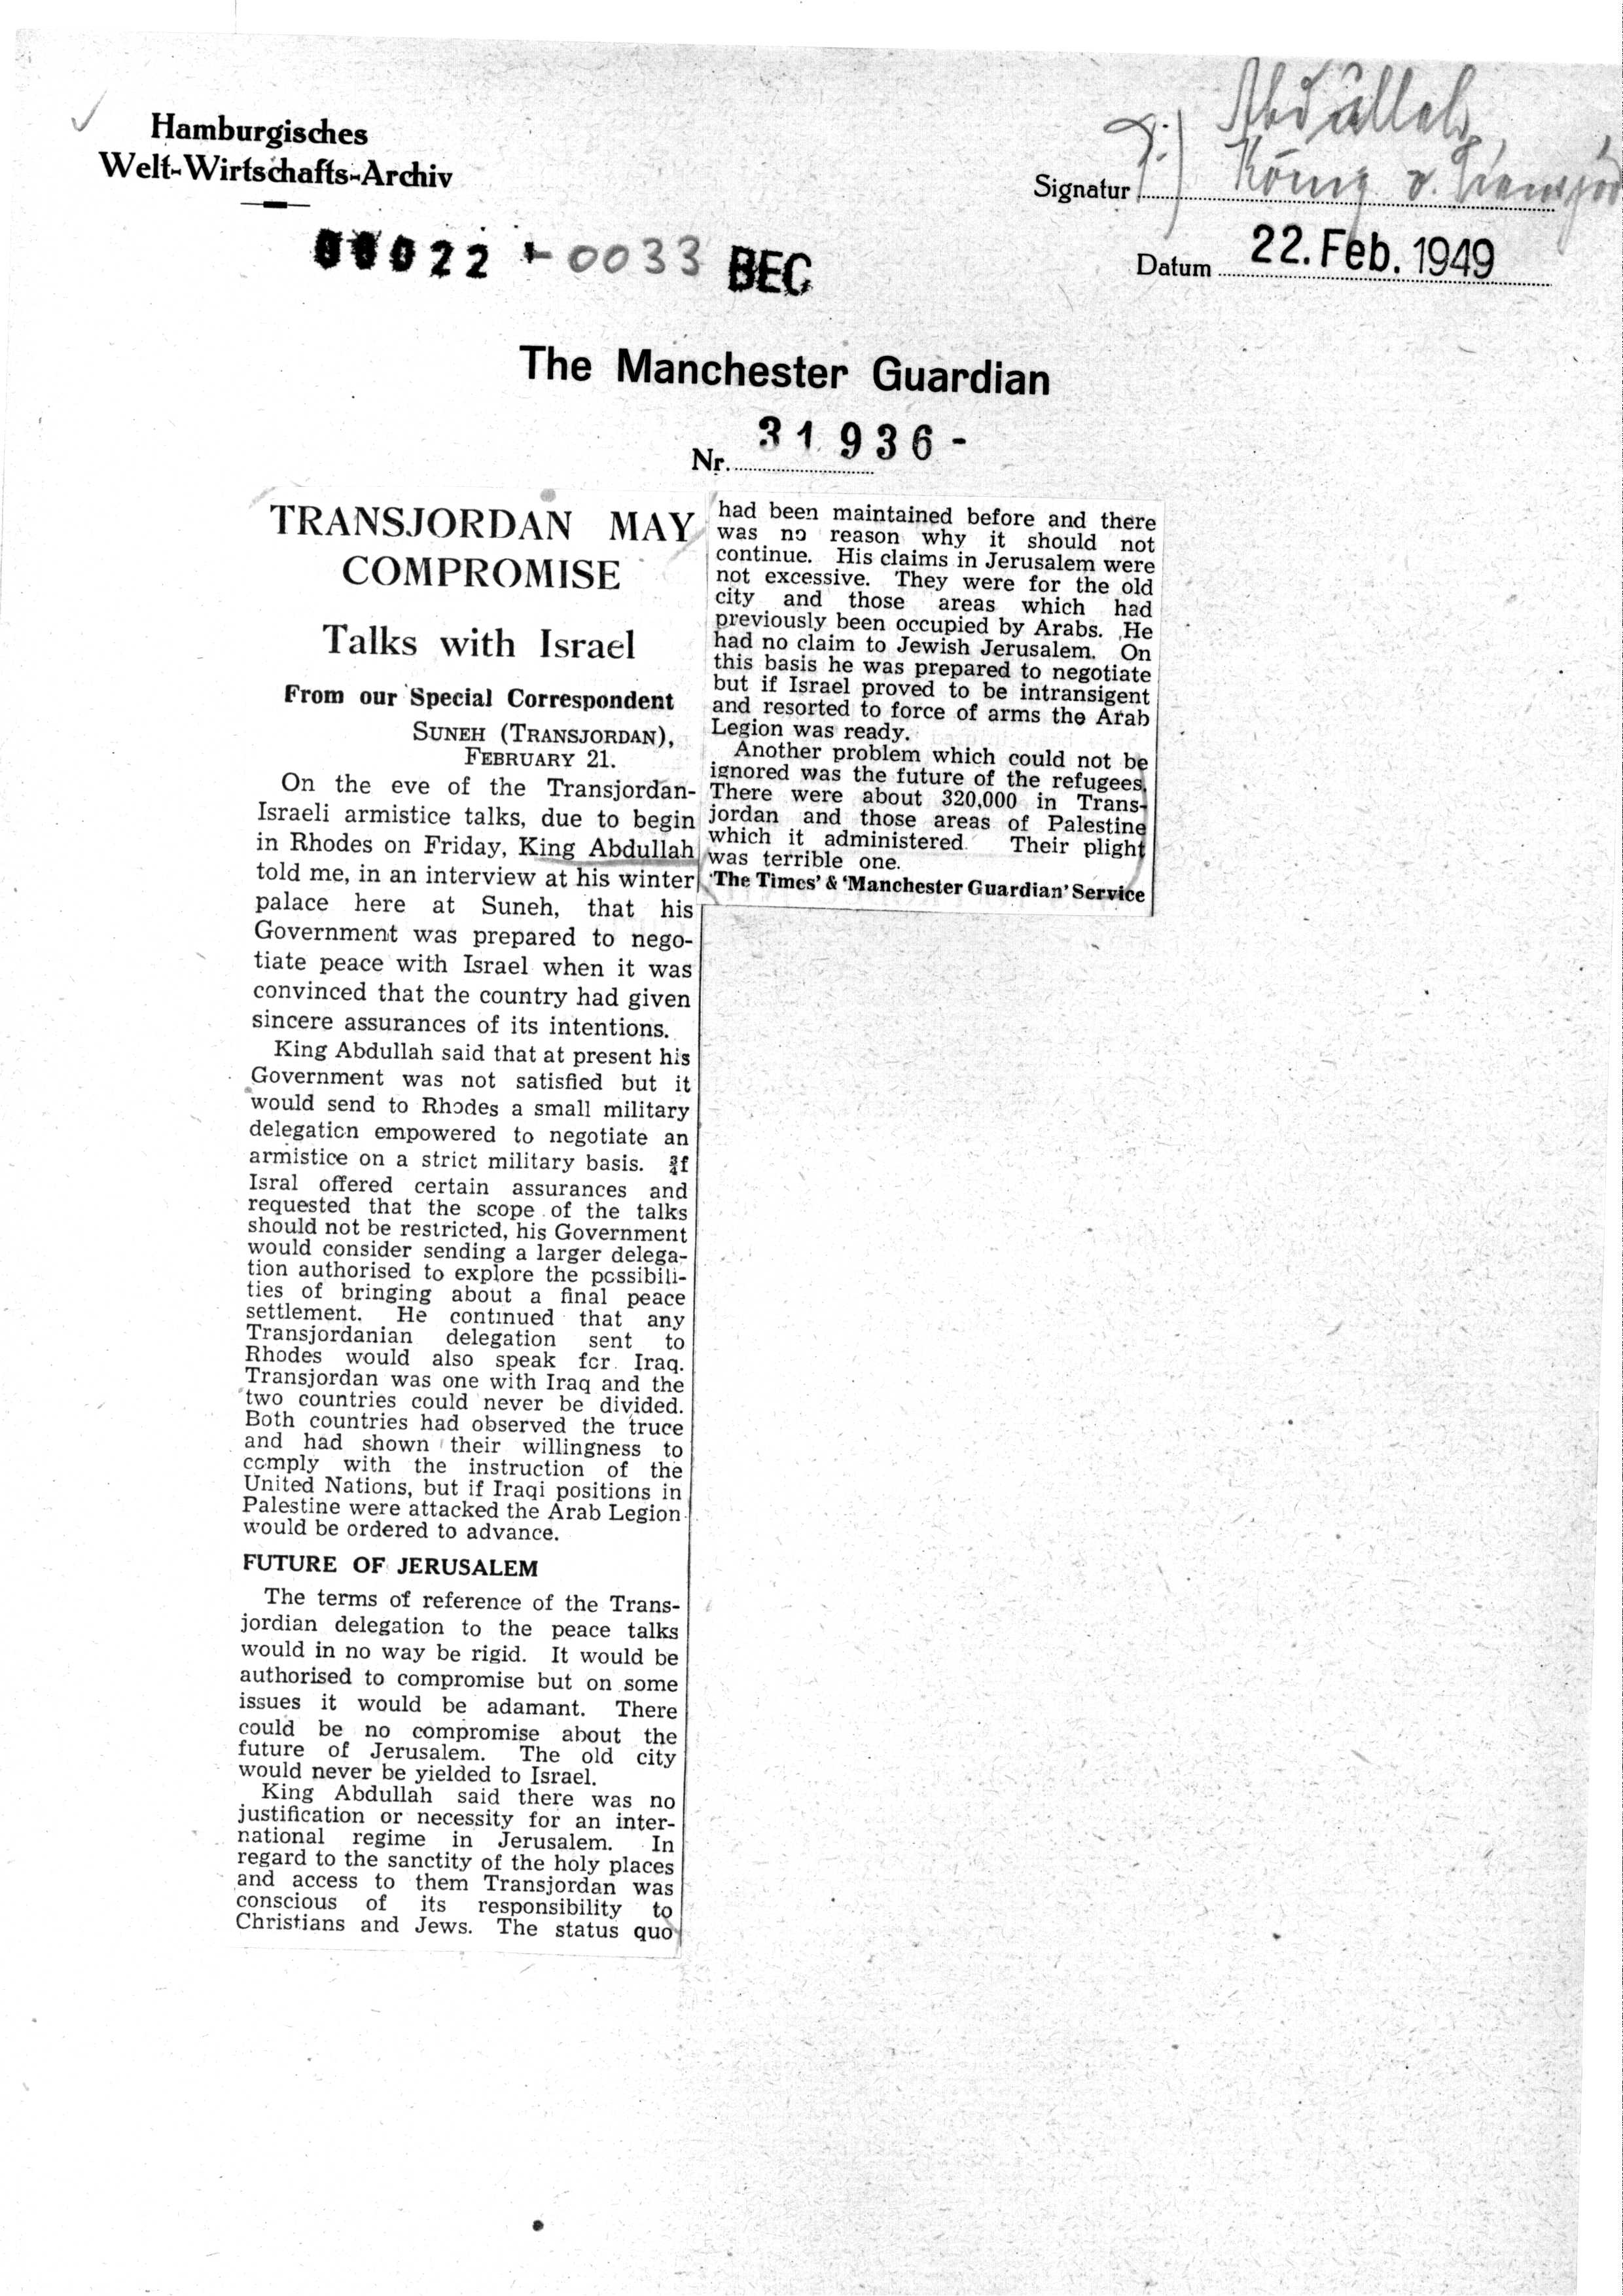 Hamburgisches
Welt-Wirtschafts-Archiv
Signatur P:) Abdullah,
König v.
00022 + 0033 BEC
Datum 22. Feb. 1949
The Manchester Guardian
Nr. 31 936 -
TRANSJORDAN MAY
COMPROMISE
Talks with Israel
From our Special Correspondent
SUNEH (TRANSJORDAN),
FEBRUARY 21.
On the eve of the Transjordan-
Israeli armistice talks, due to begin
in Rhodes on Friday, King Abdullah
told me, in an interview at his winter
palace here at Suneh, that his
Government was prepared to nego-
tiate peace with Israel when it was
convinced that the country had given
sincere assurances of its intentions.
King Abdullah said that at present his
Government was not satisfied but it
would send to Rhodes a small military
delegation empowered to negotiate an
armistice on a strict military basis. If
Isral offered certain assurances and
requested that the scope of the talks
should not be restricted, his Government
would consider sending a larger delega-
tion authorised to explore the possibili-
ties of bringing about a final peace
settlement. He continued that any
Transjordanian delegation sent to
Rhodes would also speak for Iraq.
Transjordan was one with Iraq and the
two countries could never be divided.
Both countries had observed the truce
and had shown their willingness to
comply with the instruction of the
United Nations, but if Iraqi positions in
Palestine were attacked the Arab Legion
would be ordered to advance.
FUTURE OF JERUSALEM
The terms of reference of the Trans-
jordian delegation to the peace talks
would in no way be rigid. It would be
authorised to compromise but on some
issues it would be adamant. There
could be no compromise about the
future of Jerusalem. The old city
would never be yielded to Israel.
King Abdullah said there was no
justification or necessity for an inter-
national regime in Jerusalem. In
regard to the sanctity of the holy places
and access to them Transjordan was
conscious of its responsibility to
Christians and Jews. The status quo
had been maintained before and there
was no reason why it should not
continue. His claims in Jerusalem were
not excessive. They were for the old
city and those areas which had
previously been occupied by Arabs. He
had no claim to Jewish Jerusalem. On
this basis he was prepared to negotiate
but if Israel proved to be intransigent
and resorted to force of arms the Arab
Legion was ready.
Another problem which could not be
ignored was the future of the refugees.
There were about 320,000 in Trans-
jordan and those areas of Palestine
which it administered. Their plight
was terrible one.
'The Times' & 'Manchester Guardian' Service